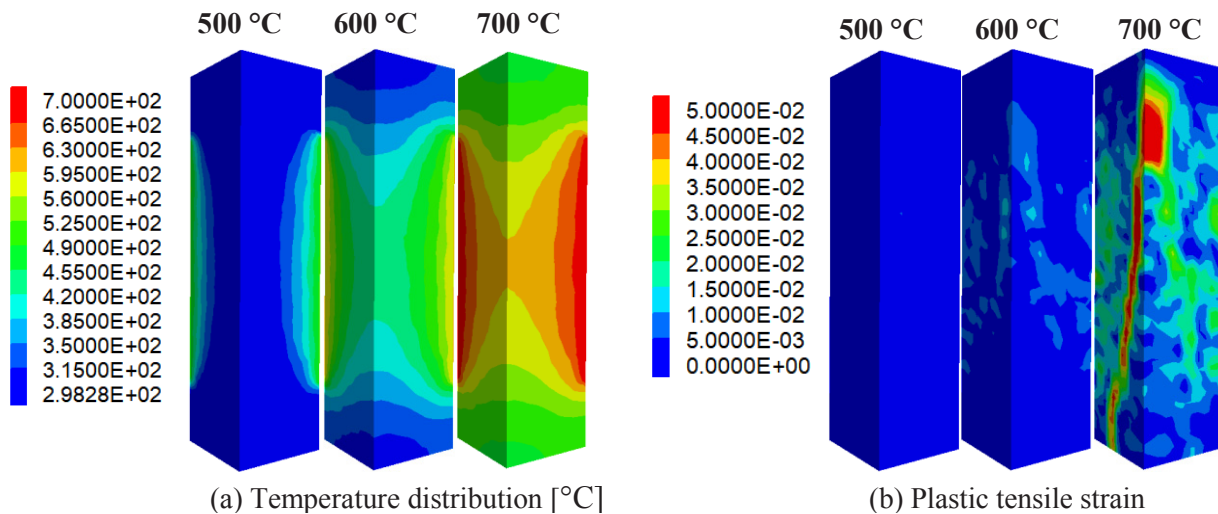 500 °C 600 °C 700 °C
7.0000E+02
6.6500E+02
6.3000E+02
5.9500E+02
5.6000E+02
5.2500E+02
4.9000E+02
4.5500E+02
4.2000E+02
3.8500E+02
3.5000E+02
3.1500E+02
2.9828E+02
(a) Temperature distribution [°C]
500 °C 600 °C 700 °C
5.0000E-02
4.5000E-02
4.0000E-02
3.5000E-02
3.0000E-02
2.5000E-02
2.0000E-02
1.5000E-02
1.0000E-02
5.0000E-03
0.0000E+00
(b) Plastic tensile strain